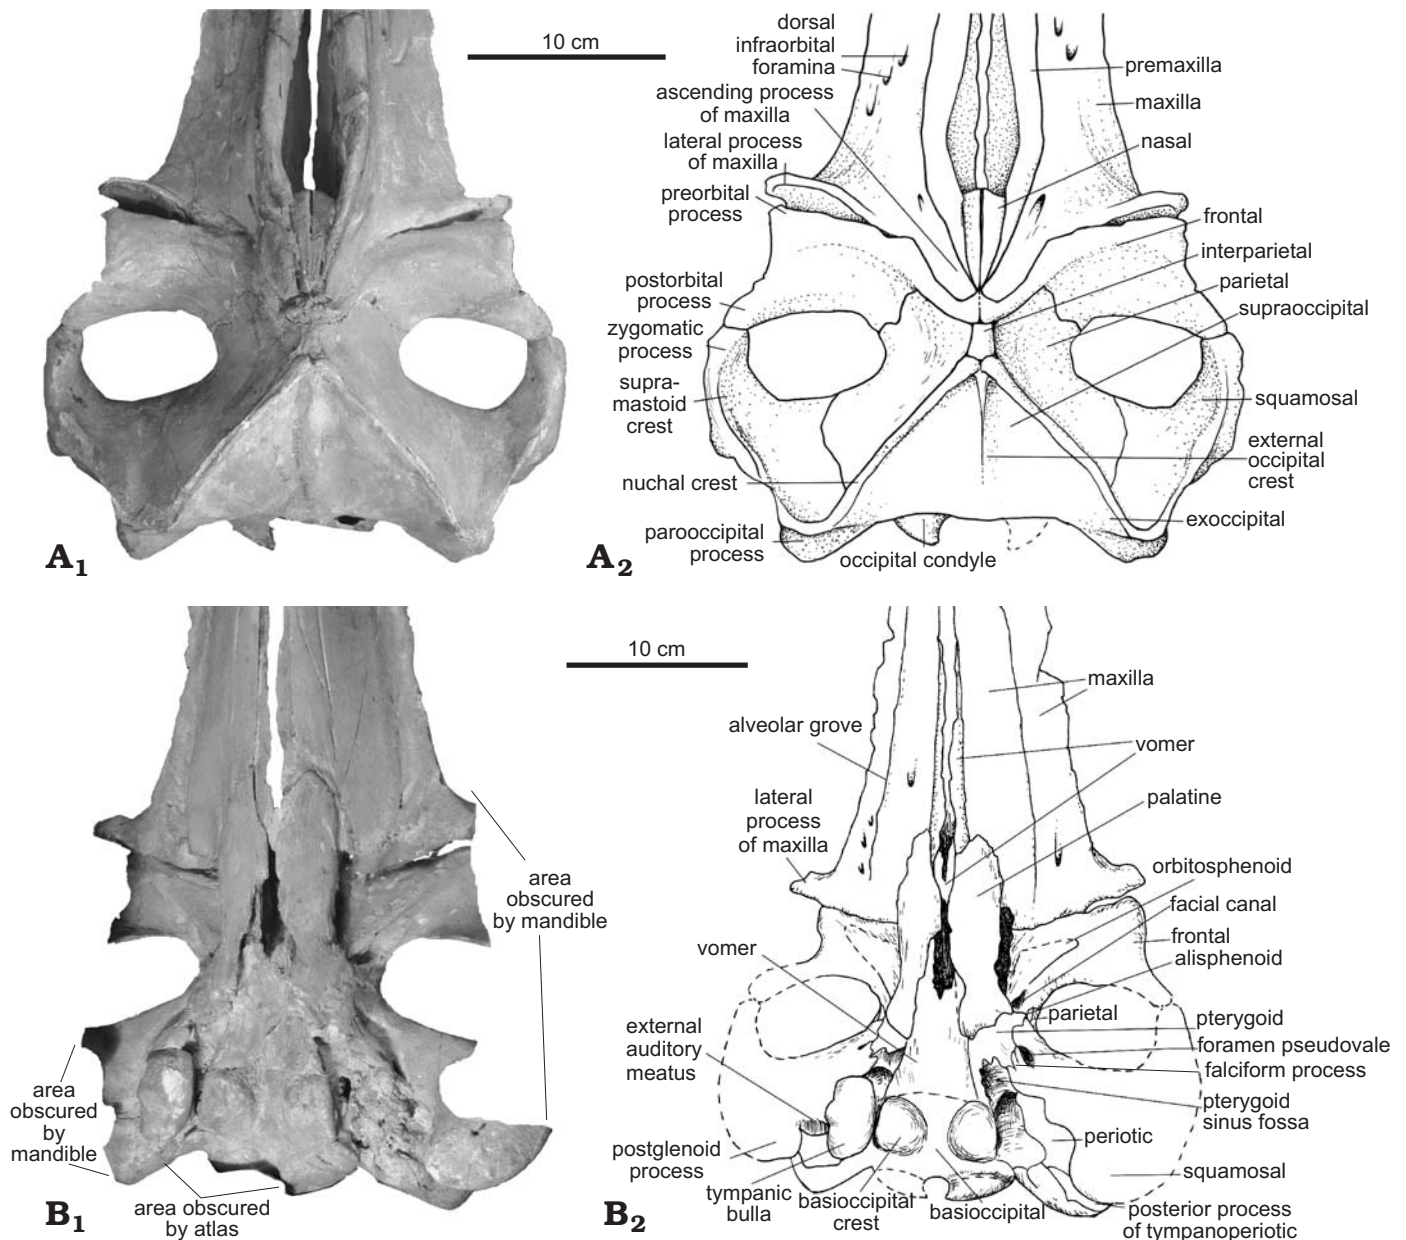 10 cm
dorsal
infraorbital
foramina
ascending process
of maxilla
lateral process
of maxilla
preorbital
process
postorbital
process
zygomatic
process
supra-
mastoid
crest
nuchal crest
parooccipital
process
occipital condyle
premaxilla
maxilla
nasal
frontal
interparietal
parietal
supraoccipital
squamosal
external
occipital
crest
exoccipital
A1
A2
10 cm
area
obscured
by mandible
area
obscured
by
mandible
area obscured
by atlas
alveolar grove
lateral
process
of maxilla
vomer
external
auditory
meatus
postglenoid
process
tympanic
bulla
basioccipital
crest
basioccipital
maxilla
vomer
palatine
orbitosphenoid
facial canal
frontal
alisphenoid
parietal
pterygoid
foramen pseudovale
falciform process
pterygoid
sinus fossa
periotic
squamosal
posterior process
of tympanoperiotic
B1
B2